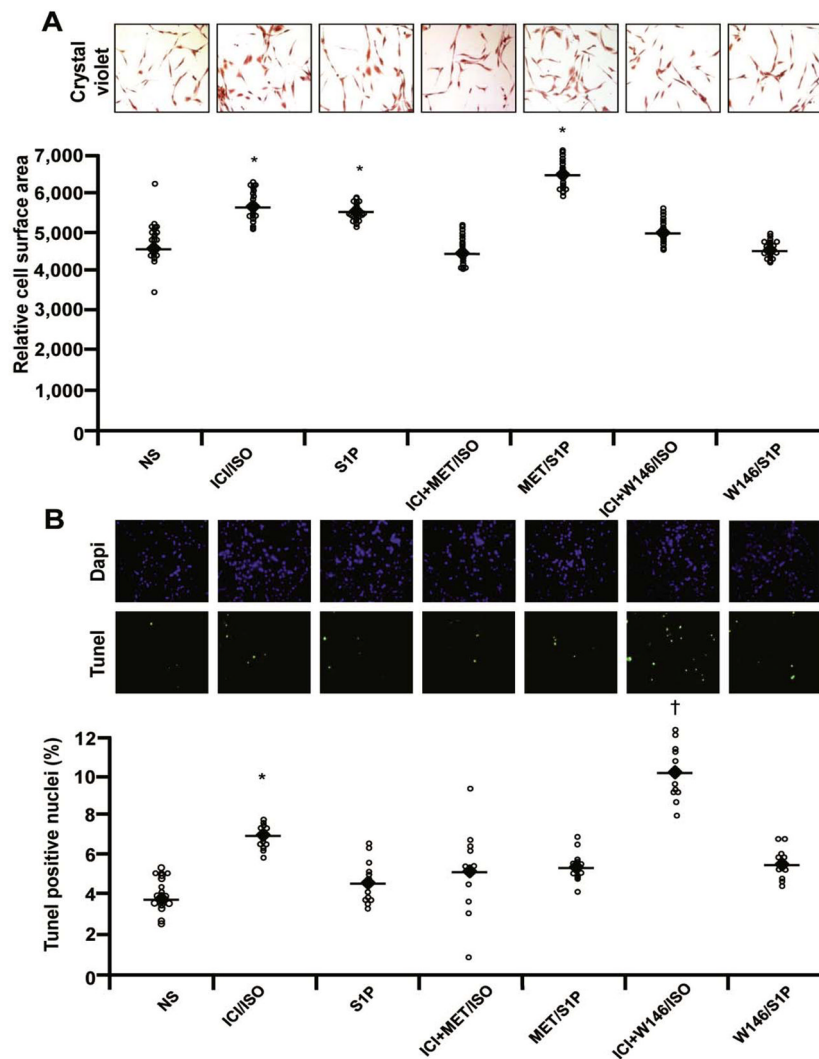 A
Crystal violet
Relative cell surface area
7,000
6,000
5,000
4,000
3,000
2,000
1,000
0
*
*
*
NS
ICI/ISO
S1P
ICI+MET/ISO
MET/S1P
ICI+W146/ISO
W146/S1P
B
Dapi
Tunel
Tunel positive nuclei (%)
12
10
8
6
4
2
0
*
†
NS
ICI/ISO
S1P
ICI+MET/ISO
MET/S1P
ICI+W146/ISO
W146/S1P